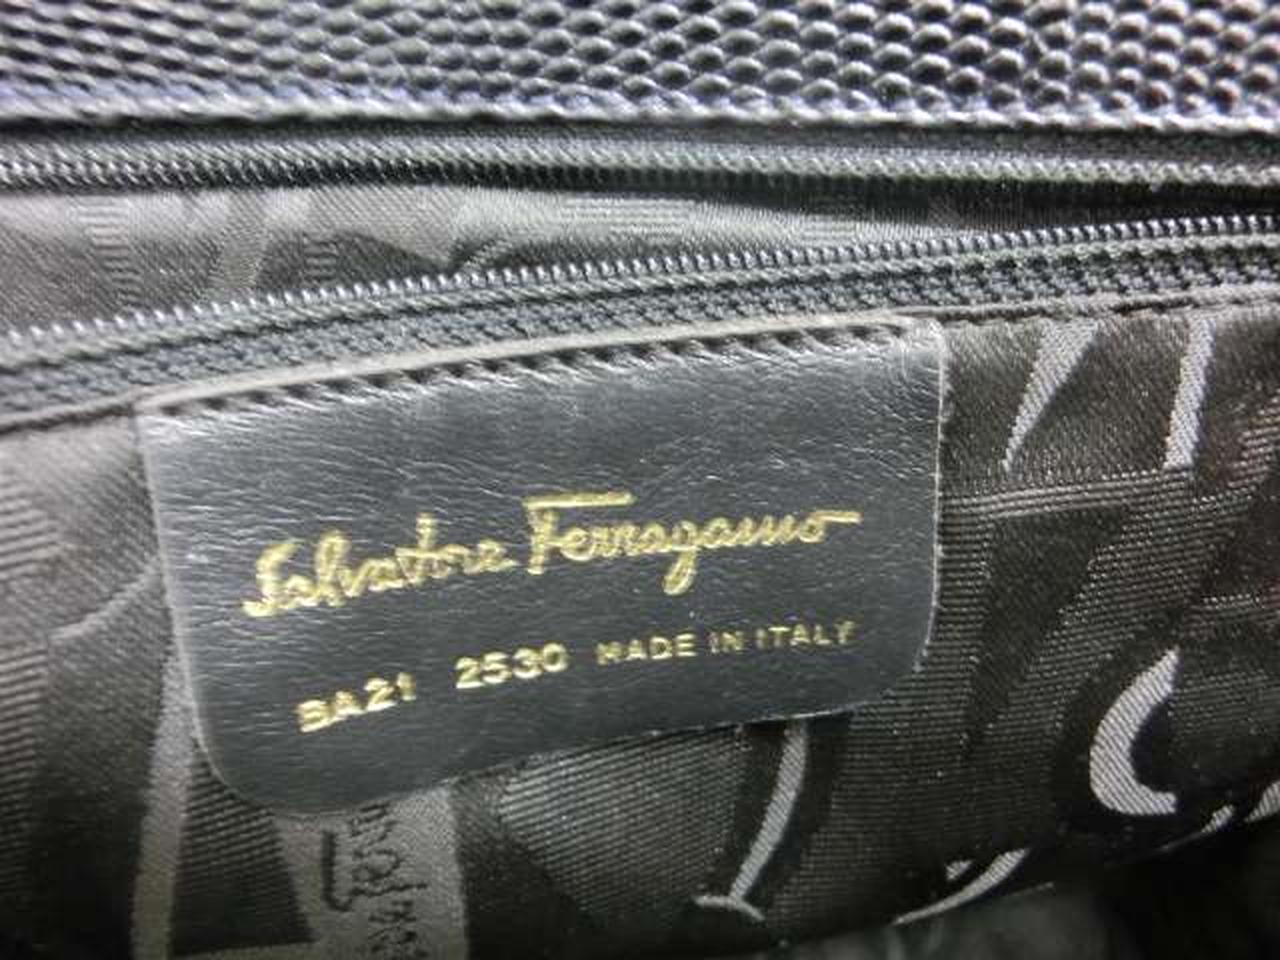 Salvatore Ferragamo
BA21 2530 MADE IN ITALY